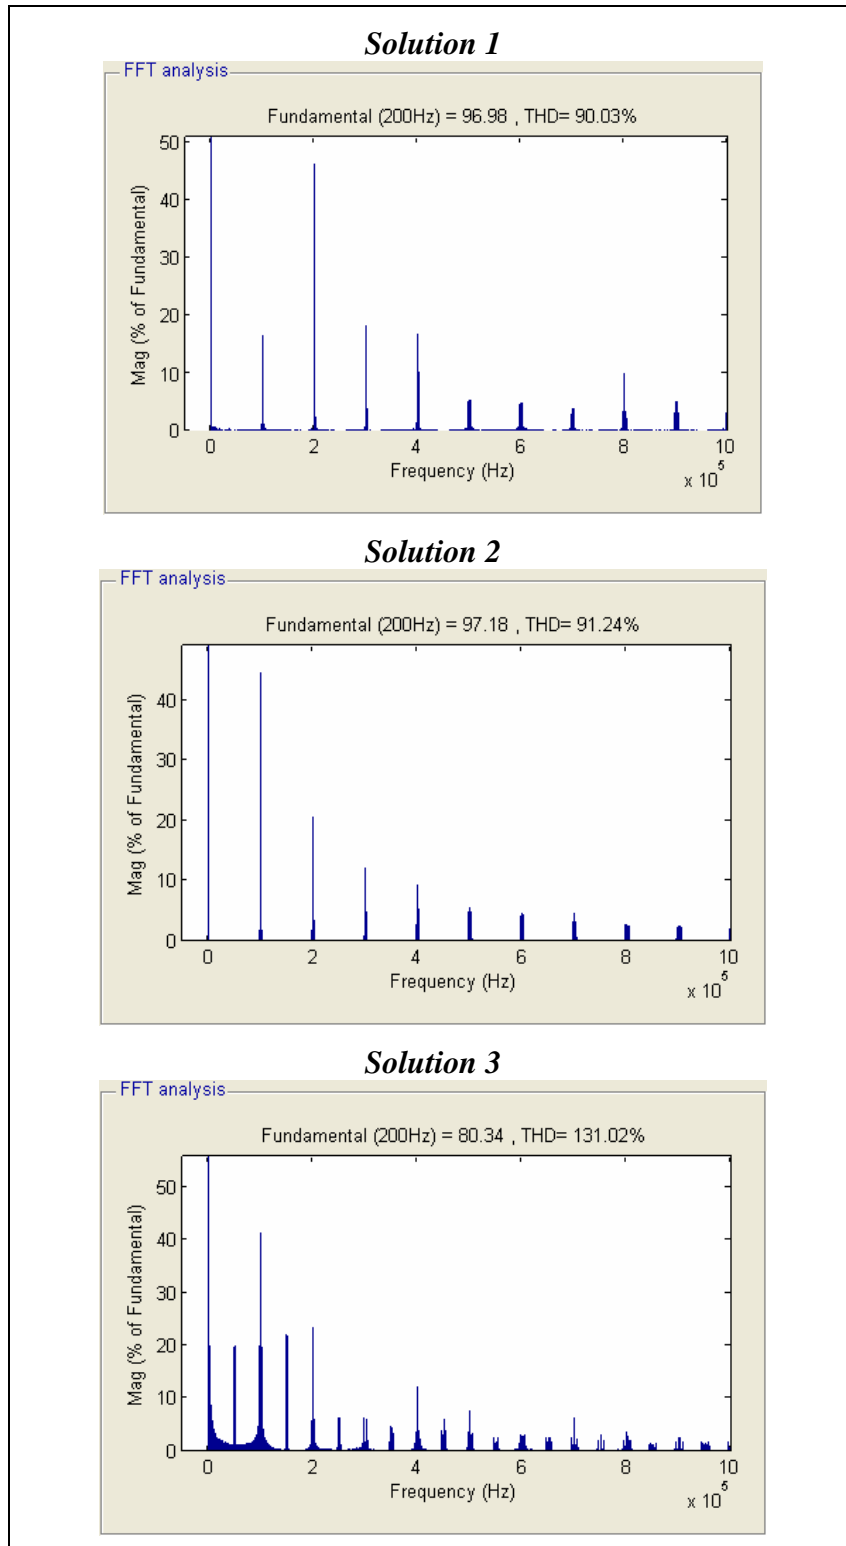 Solution 1
FFT analysis
Fundamental (200Hz) = 96.98 , THD= 90.03%
Mag (% of Fundamental)
50
40
30
20
10
0
0 2 4 6 8 10
Frequency (Hz)
x 10^5
Solution 2
FFT analysis
Fundamental (200Hz) = 97.18 , THD= 91.24%
Mag (% of Fundamental)
40
30
20
10
0
0 2 4 6 8 10
Frequency (Hz)
x 10^5
Solution 3
FFT analysis
Fundamental (200Hz) = 80.34 , THD= 131.02%
Mag (% of Fundamental)
50
40
30
20
10
0
0 2 4 6 8 10
Frequency (Hz)
x 10^5